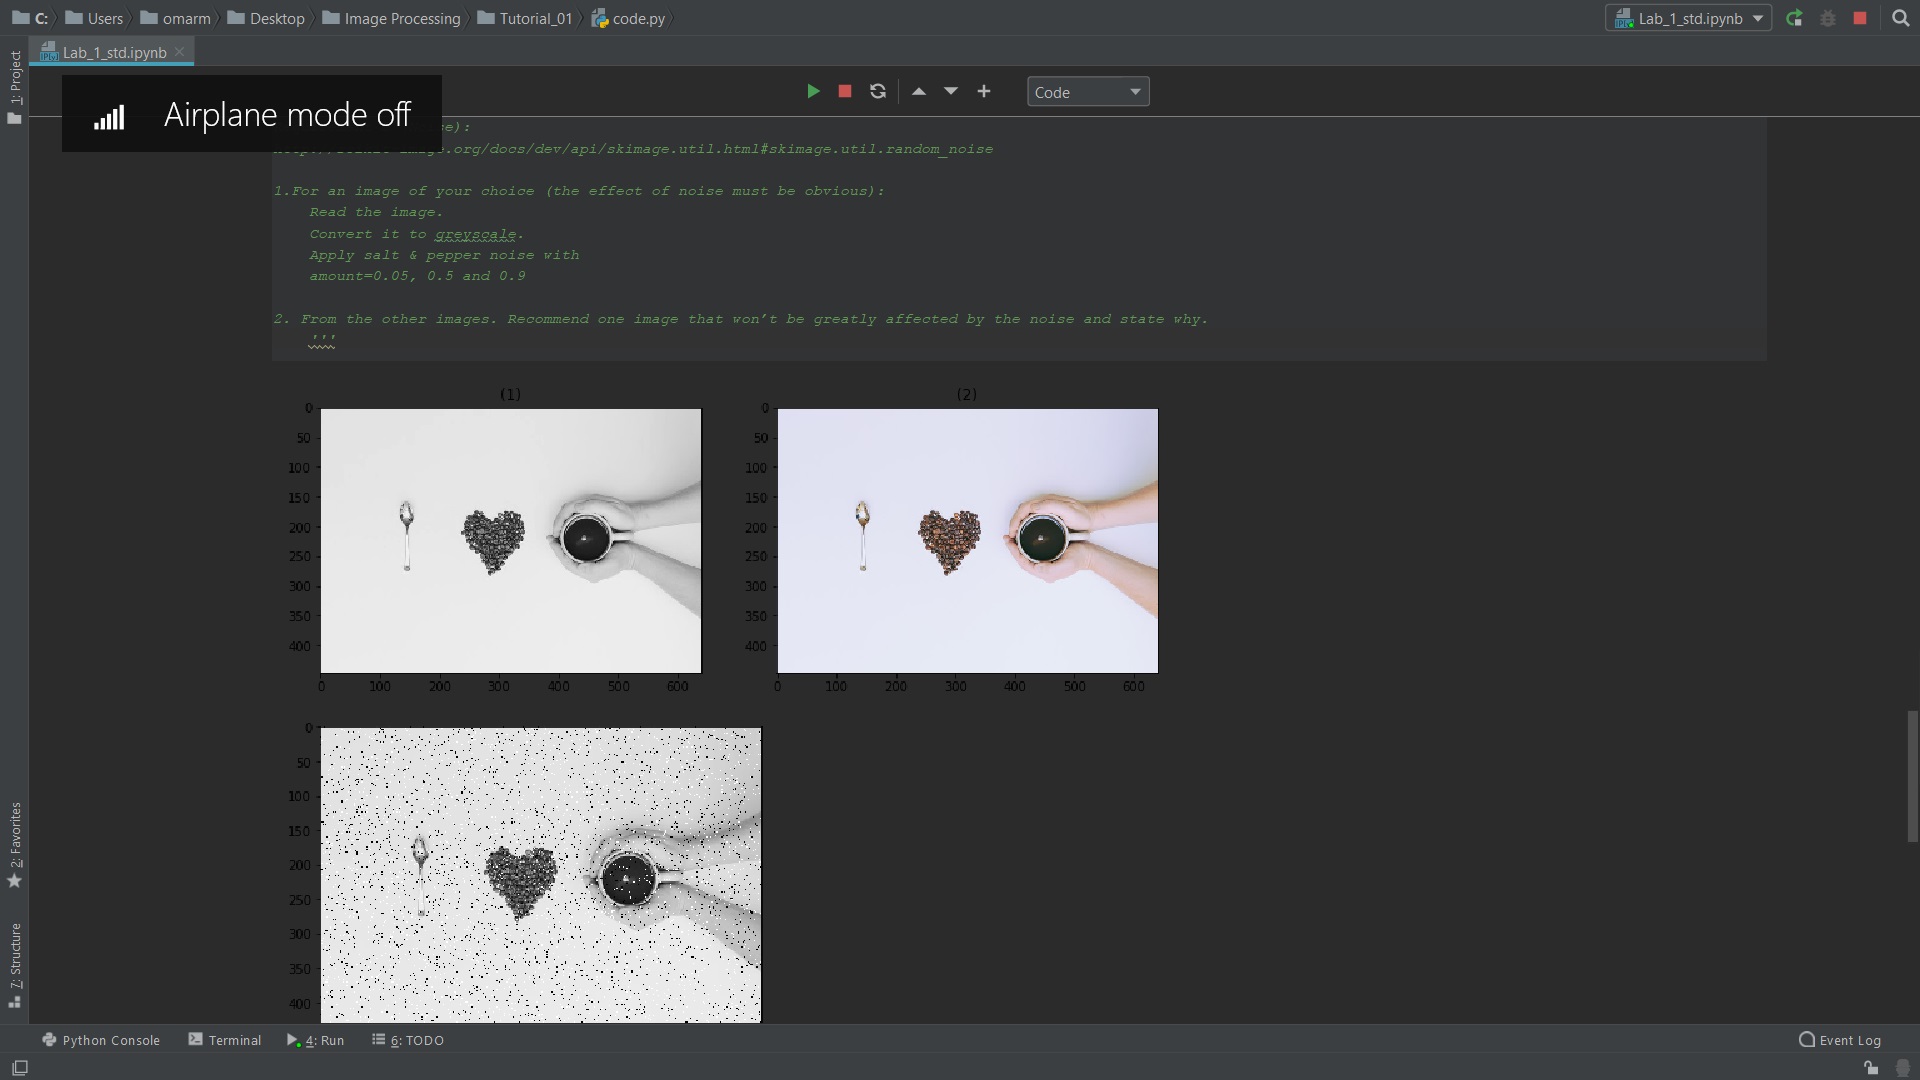 C: Users omarm Desktop Image Processing Tutorial_01 code.py Lab_1_std.ipynb
Lab_1_std.ipynb
Code
Airplane mode off
se):
image.org/docs/dev/api/skimage.util.html#skimage.util.random_noise
1.For an image of your choice (the effect of noise must be obvious):
Read the image.
Convert it to greyscale.
Apply salt & pepper noise with
amount=0.05, 0.5 and 0.9
2. From the other images. Recommend one image that won’t be greatly affected by the noise and state why.
'''
(1)
0
50
100
150
200
250
300
350
400
0 100 200 300 400 500 600
(2)
0
50
100
150
200
250
300
350
400
0 100 200 300 400 500 600
0
50
100
150
200
250
300
350
400
1: Project
2: Favorites
7: Structure
Python Console Terminal 4: Run 6: TODO Event Log